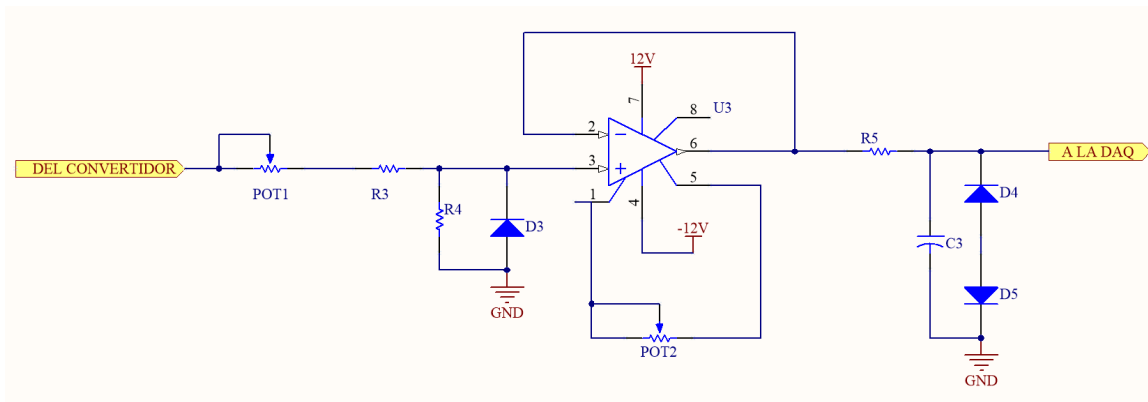 12V
7
8
U3
2
6
R5
A LA DAQ
DEL CONVERTIDOR
3
POT1
R3
5
1
4
R4
D3
D4
-12V
C3
GND
D5
POT2
GND